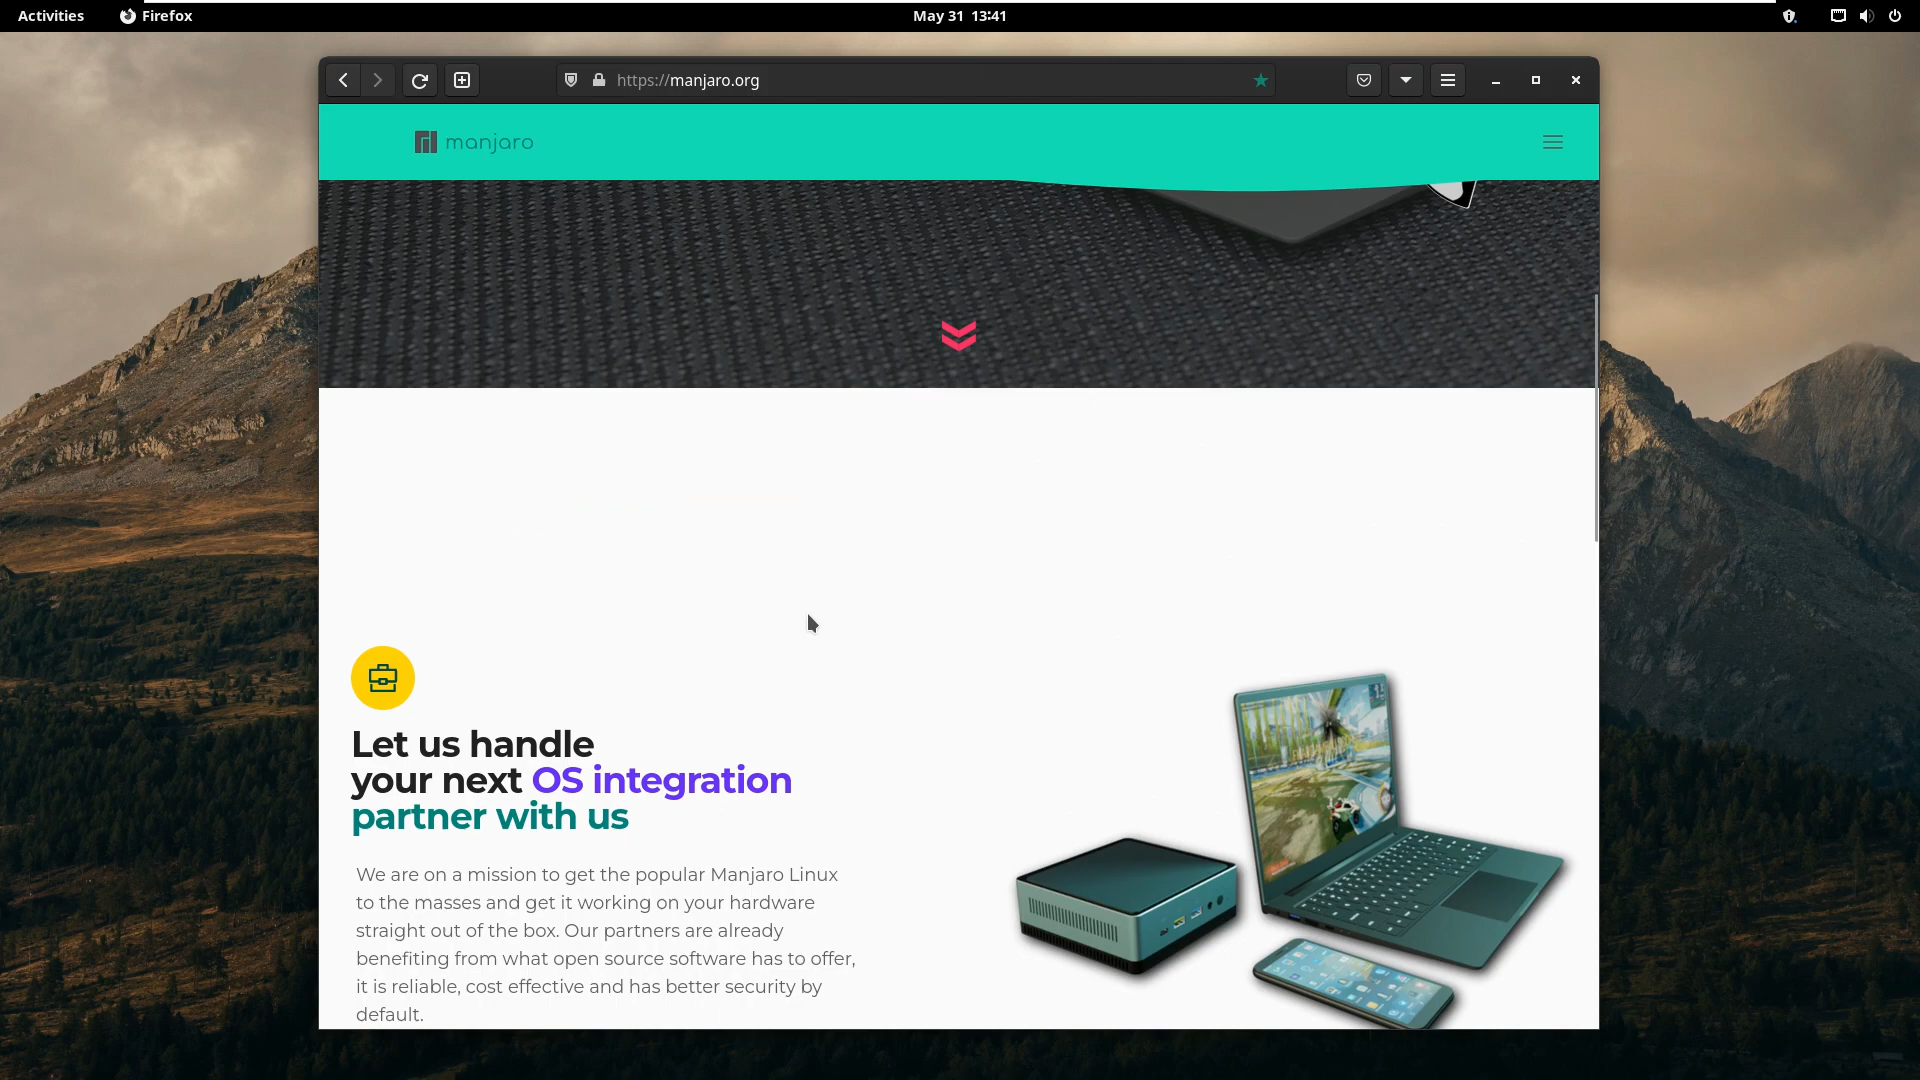 Activities
Firefox
May 31 13:41
https://manjaro.org
manjaro
Let us handle
your next OS integration
partner with us
We are on a mission to get the popular Manjaro Linux
to the masses and get it working on your hardware
straight out of the box. Our partners are already
benefiting from what open source software has to offer,
it is reliable, cost effective and has better security by
default.